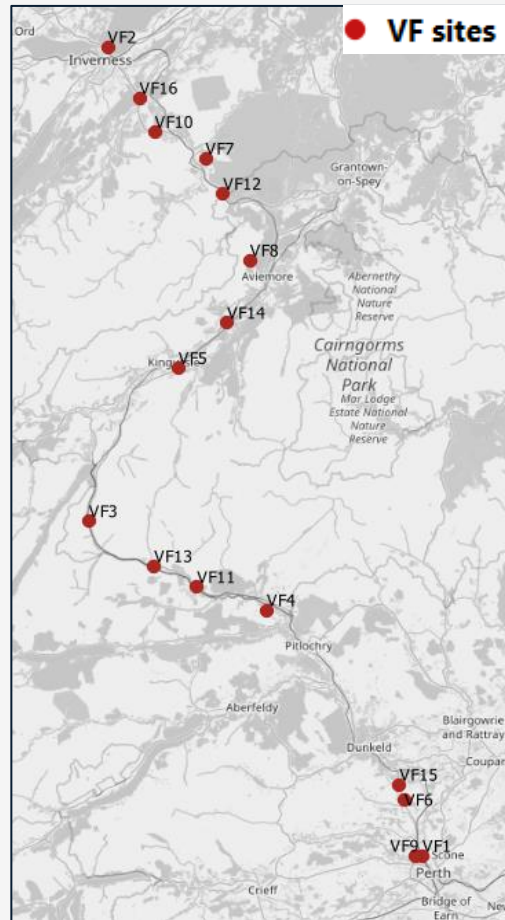 VF sites
Ord
VF2
Inverness
VF16
VF10
VF7
Grantown-
on-Spey
VF12
VF8
Aviemore
Abernethy
National
Nature
Reserve
VF14
Cairngorms
National
Park
VF5
Mar Lodge
Estate National
Nature
Reserve
VF3
VF13
VF11
VF4
Pitlochry
Aberfeldy
Blairgowrie
and Rattray
Dunkeld
Coupar
VF15
VF6
VF9 VF1
Scone
Perth
Crieff
Bridge of
Earn